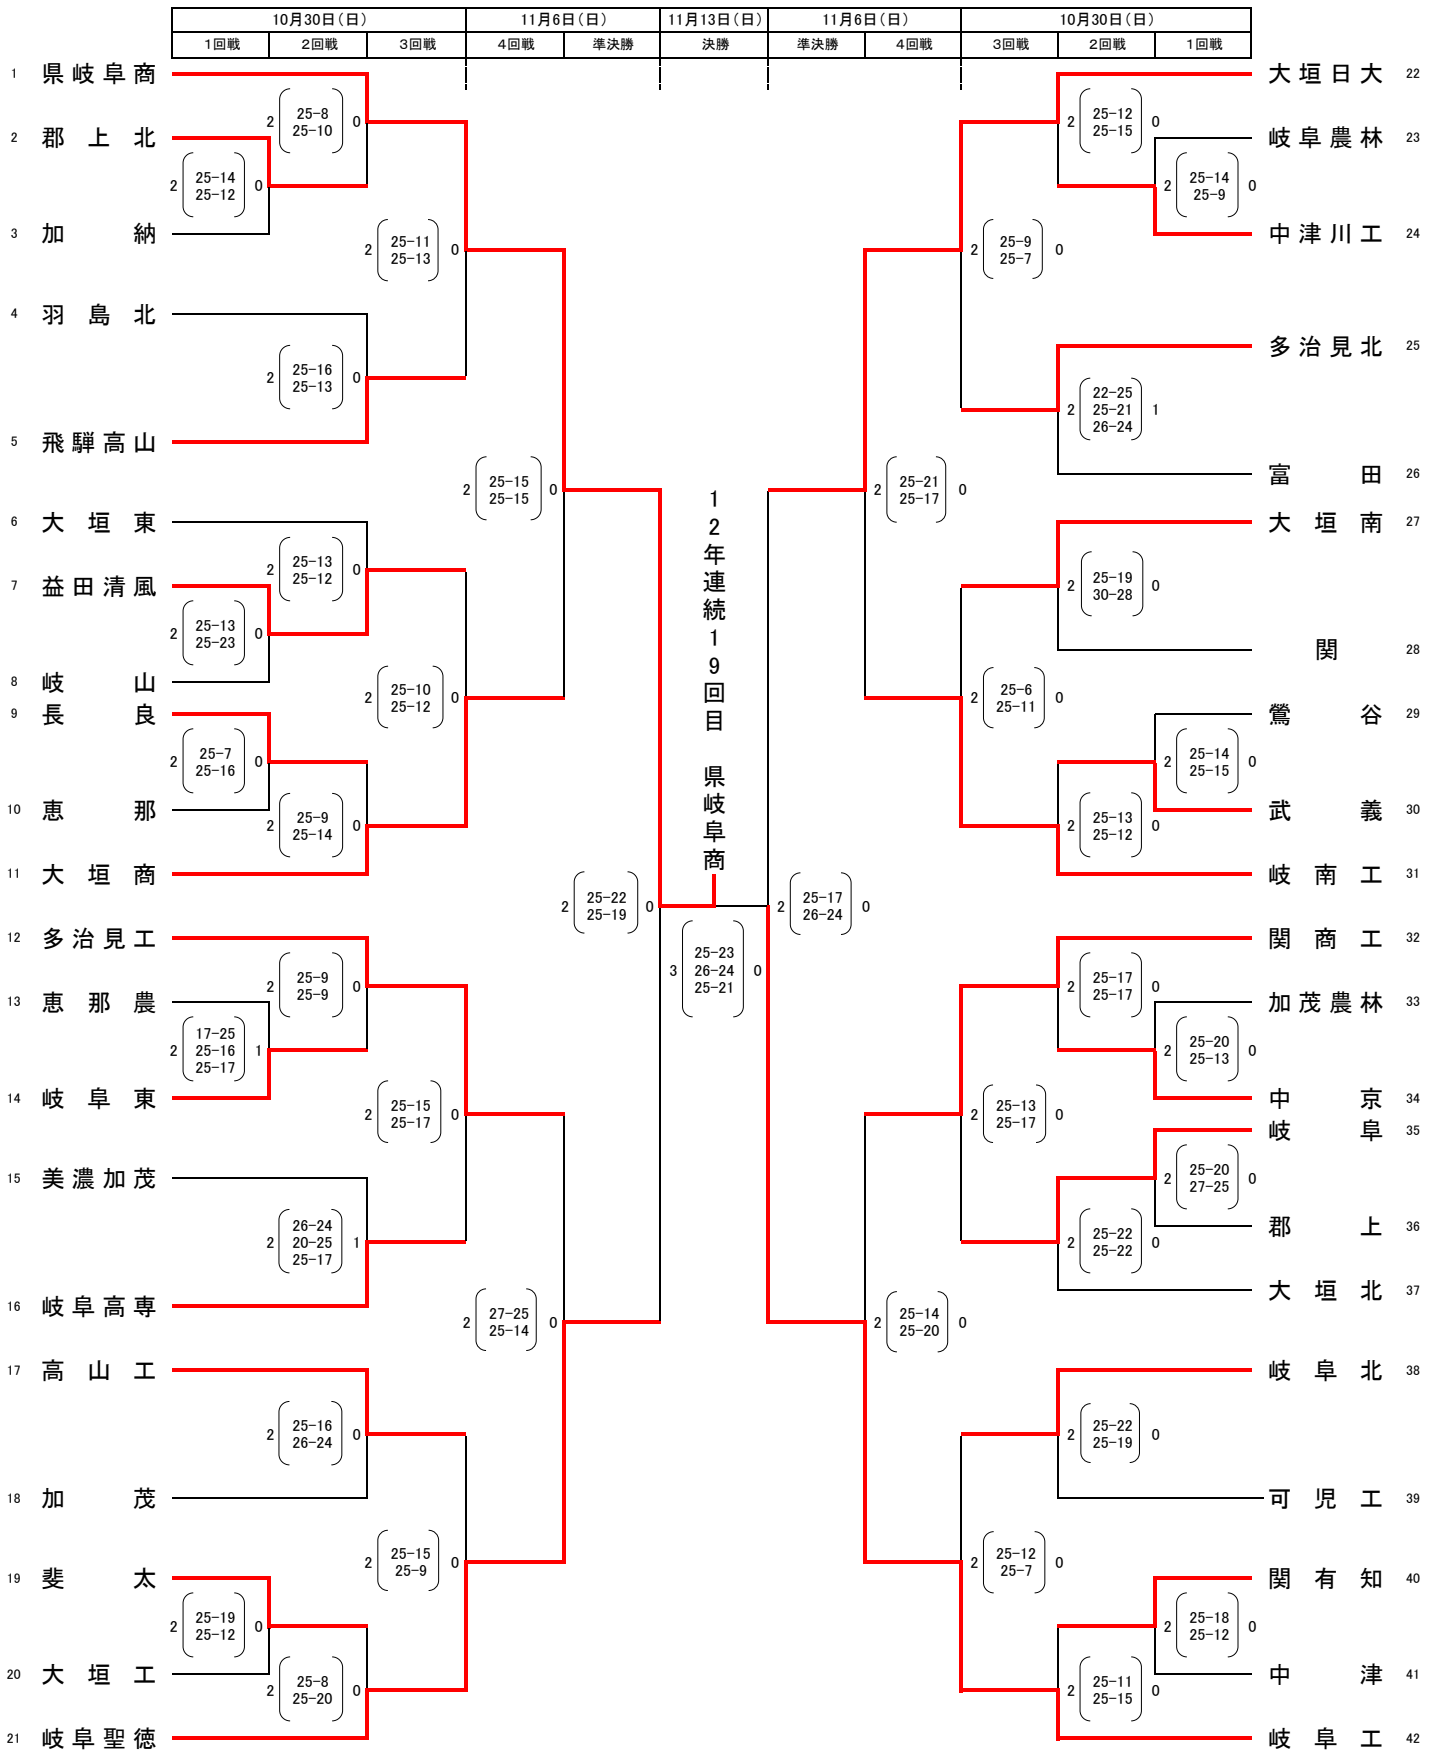 10月30日(日) 11月6日(日) 11月13日(日) 11月6日(日) 10月30日(日)
1回戦 2回戦 3回戦 4回戦 準決勝 決勝 準決勝 4回戦 3回戦 2回戦 1回戦
1 県岐阜商
2 郡上北
3 加納
4 羽島北
5 飛騨高山
6 大垣東
7 益田清風
8 岐山
9 長良
10 恵那
11 大垣商
12 多治見工
13 恵那農
14 岐阜東
15 美濃加茂
16 岐阜高専
17 高山工
18 加茂
19 斐太
20 大垣工
21 岐阜聖徳
2 25-14 0
25-12
2 25-13 0
25-23
2 25-7 0
25-16
2 17-25 1
25-16
25-17
2 25-19 0
25-12
2 25-8 0
25-10
2 25-16 0
25-13
2 25-13 0
25-12
2 25-9 0
25-14
2 25-9 0
25-9
2 26-24 1
20-25
25-17
2 25-16 0
26-24
2 25-8 0
25-20
2 25-11 0
25-13
2 25-10 0
25-12
2 25-15 0
25-17
2 25-15 0
25-9
2 25-15 0
25-15
2 27-25 0
25-14
2 25-22 0
25-19
12年連続19回目 県岐阜商
3 25-23 0
26-24
25-21
2 25-17 0
26-24
2 25-21 0
25-17
2 25-14 0
25-20
2 25-9 0
25-7
2 25-6 0
25-11
2 25-13 0
25-17
2 25-12 0
25-7
2 25-12 0
25-15
2 22-25 1
25-21
26-24
2 25-19 0
30-28
2 25-13 0
25-12
2 25-17 0
25-17
2 25-22 0
25-22
2 25-22 0
25-19
2 25-11 0
25-15
2 25-14 0
25-9
2 25-14 0
25-15
2 25-20 0
25-13
2 25-20 0
27-25
2 25-18 0
25-12
大垣日大 22
岐阜農林 23
中津川工 24
多治見北 25
富田 26
大垣南 27
関 28
鶯谷 29
武義 30
岐南工 31
関商工 32
加茂農林 33
中京 34
岐阜 35
郡上 36
大垣北 37
岐阜北 38
可児工 39
関有知 40
中津 41
岐阜工 42